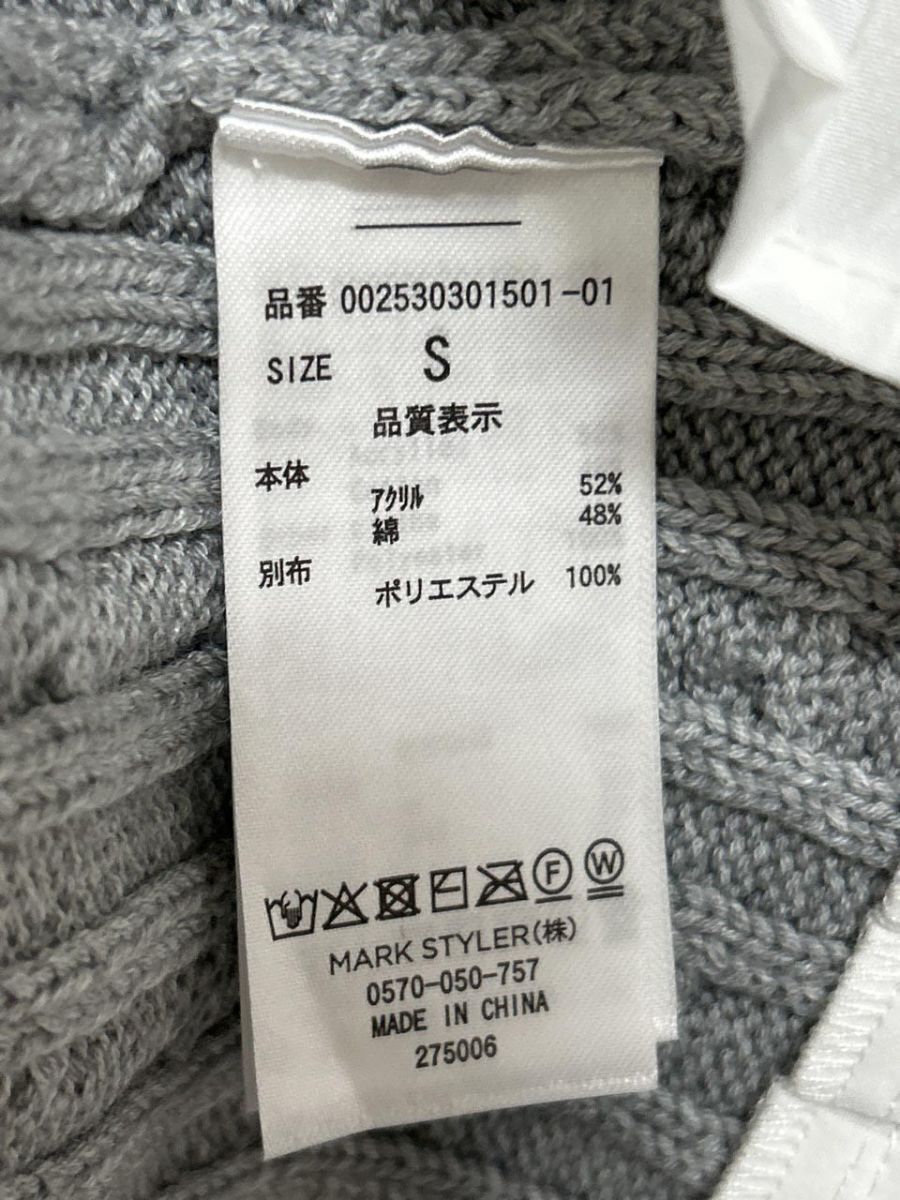 品番 002530301501-01
SIZE S
品質表示
本体
アクリル 52%
綿 48%
別布
ポリエステル 100%
F W
MARK STYLER(株)
0570-050-757
MADE IN CHINA
275006